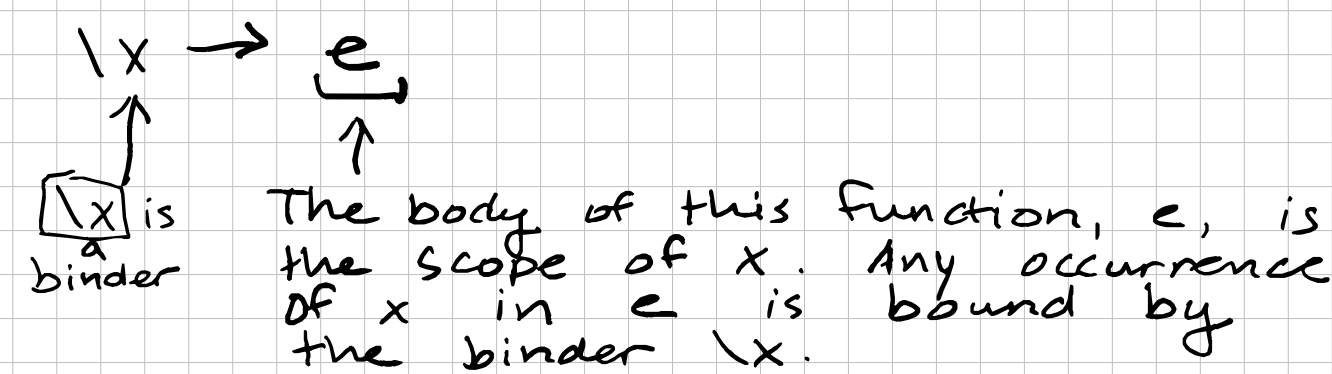 \x → e
\x is
a
binder
The body of this function, e, is
the scope of x. Any occurrence
of x in e is bound by
the binder \x.